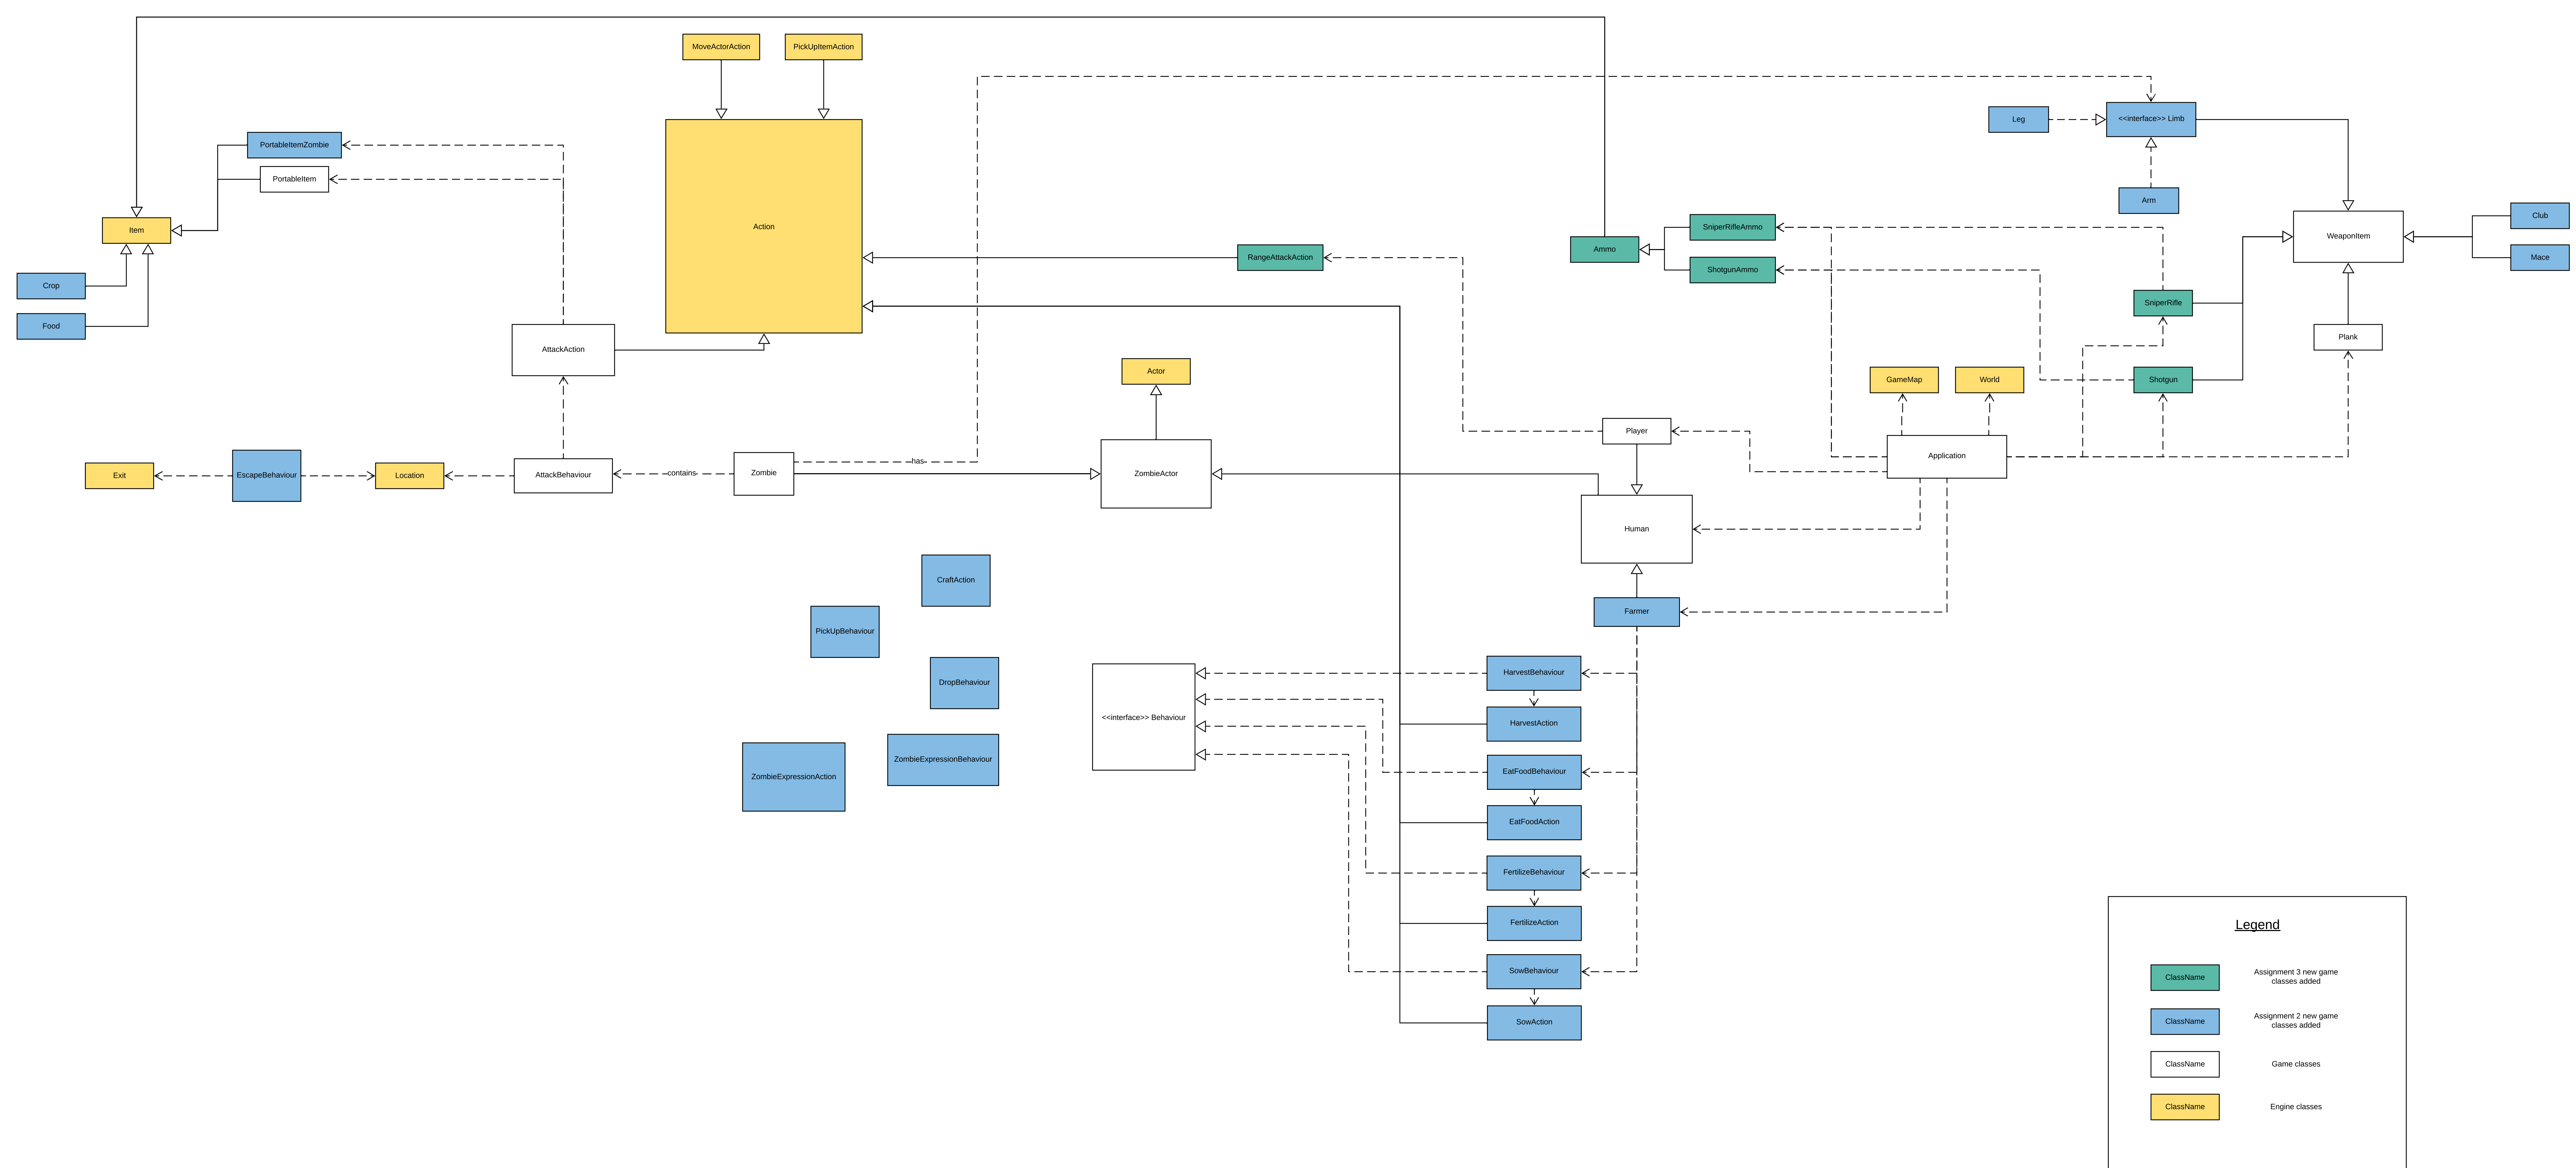 MoveActorAction
PickUpItemAction
<<interface>> Limb
Leg
PortableItemZombie
PortableItem
Arm
Item
Action
Club
SniperRifleAmmo
WeaponItem
Ammo
RangeAttackAction
Mace
ShotgunAmmo
Crop
SniperRifle
Food
Plank
AttackAction
Actor
GameMap
World
Shotgun
Player
Application
has
Exit
EscapeBehaviour
Location
AttackBehaviour
contains
Zombie
ZombieActor
Human
CraftAction
Farmer
PickUpBehaviour
HarvestBehaviour
DropBehaviour
<<interface>> Behaviour
HarvestAction
ZombieExpressionBehaviour
EatFoodBehaviour
ZombieExpressionAction
EatFoodAction
FertilizeBehaviour
FertilizeAction
SowBehaviour
SowAction
Legend
ClassName
Assignment 3 new game
classes added
ClassName
Assignment 2 new game
classes added
ClassName
Game classes
ClassName
Engine classes